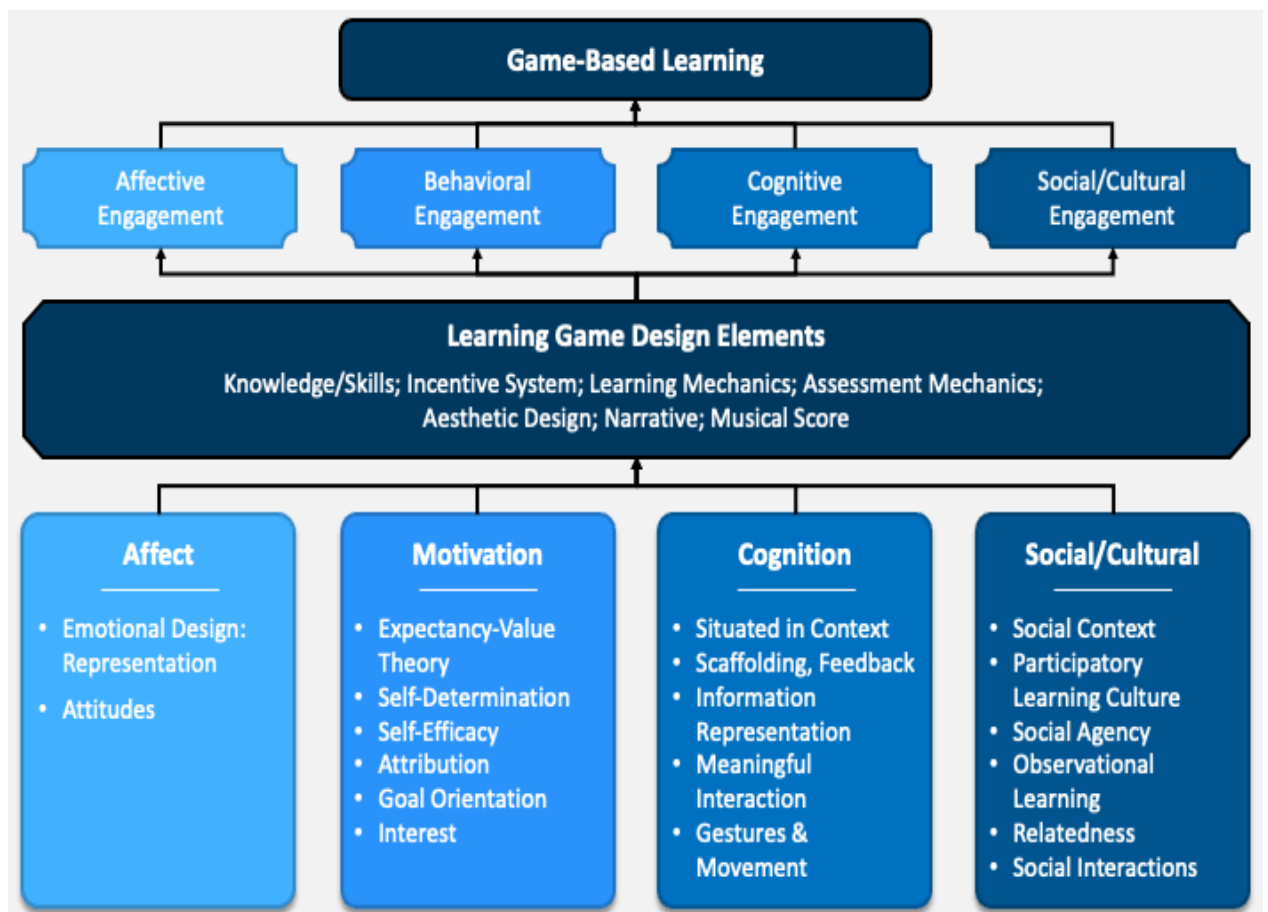 Game-Based Learning
Affective
Engagement
Behavioral
Engagement
Cognitive
Engagement
Social/Cultural
Engagement
Learning Game Design Elements
Knowledge/Skills; Incentive System; Learning Mechanics; Assessment Mechanics;
Aesthetic Design; Narrative; Musical Score
Affect
• Emotional Design:
Representation
• Attitudes
Motivation
• Expectancy-Value
Theory
• Self-Determination
• Self-Efficacy
• Attribution
• Goal Orientation
• Interest
Cognition
• Situated in Context
• Scaffolding, Feedback
• Information
Representation
• Meaningful
Interaction
• Gestures &
Movement
Social/Cultural
• Social Context
• Participatory
Learning Culture
• Social Agency
• Observational
Learning
• Relatedness
• Social Interactions